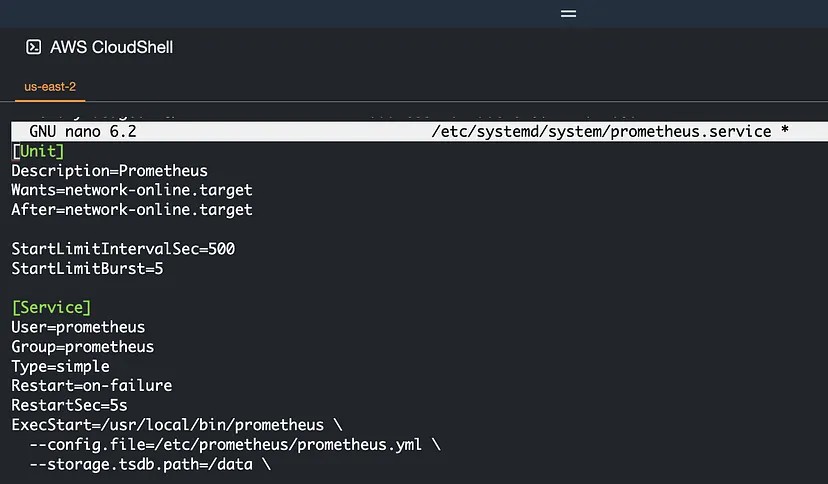 AWS CloudShell
us-east-2
GNU nano 6.2 /etc/systemd/system/prometheus.service *
[Unit]
Description=Prometheus
Wants=network-online.target
After=network-online.target
StartLimitIntervalSec=500
StartLimitBurst=5
[Service]
User=prometheus
Group=prometheus
Type=simple
Restart=on-failure
RestartSec=5s
ExecStart=/usr/local/bin/prometheus \
--config.file=/etc/prometheus/prometheus.yml \
--storage.tsdb.path=/data \